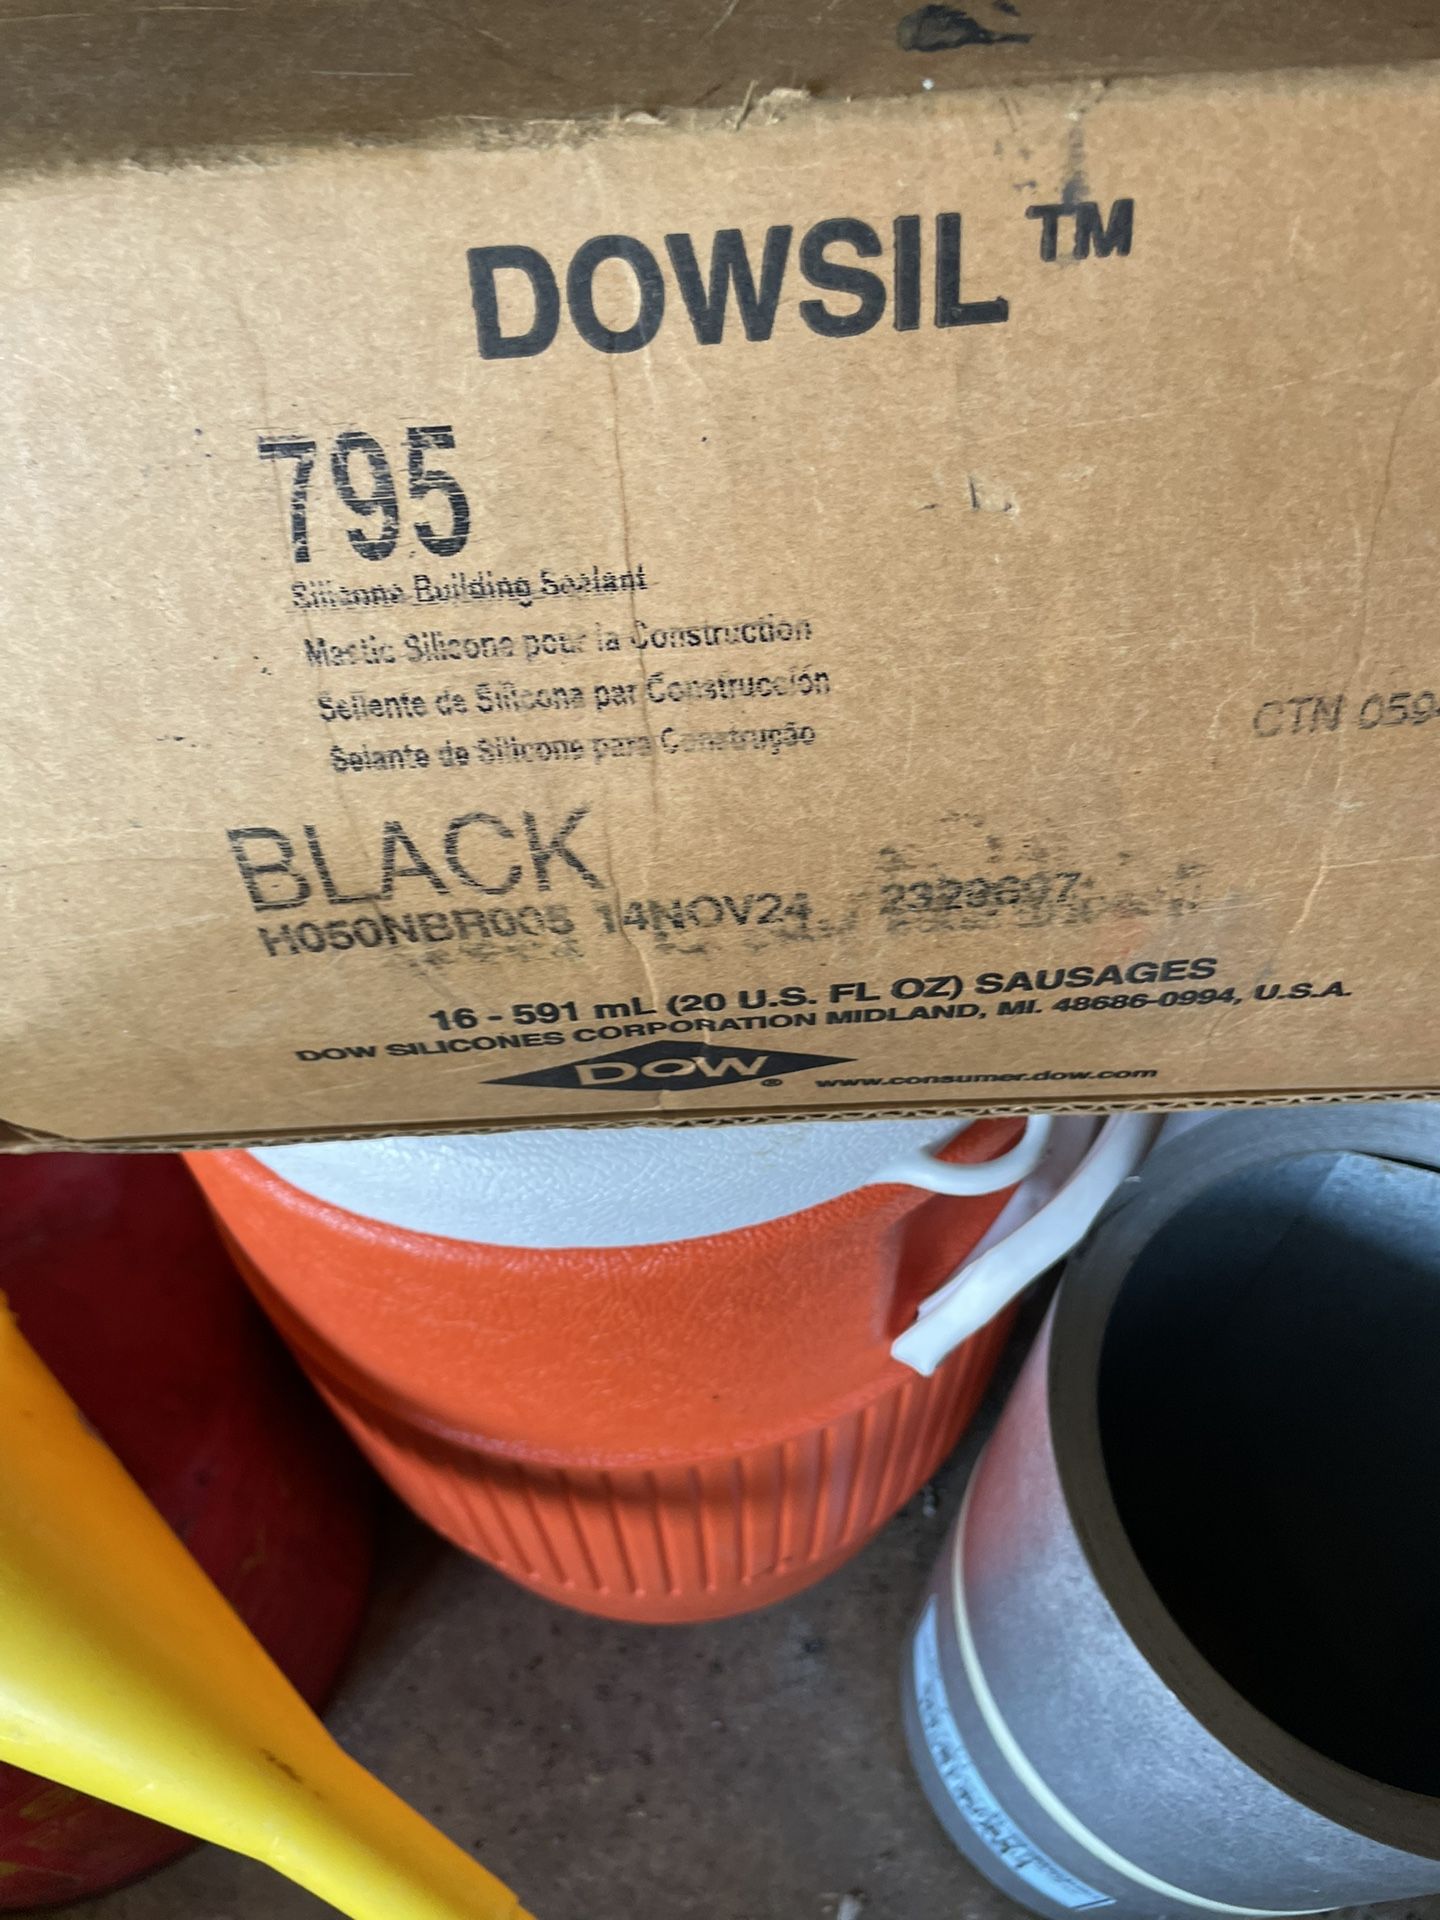 DOWSIL™
795
Silicone Building Sealant
Mastic Silicone pour la Construction
Sellente de Silicona par Construcción
Selante de Silicone para Construção
CTN 059
BLACK
H050NBR005 14NOV24 2329697
16 - 591 mL (20 U.S. FL OZ) SAUSAGES
DOW SILICONES CORPORATION MIDLAND, MI. 48686-0994, U.S.A.
DOW® www.consumer.dow.com